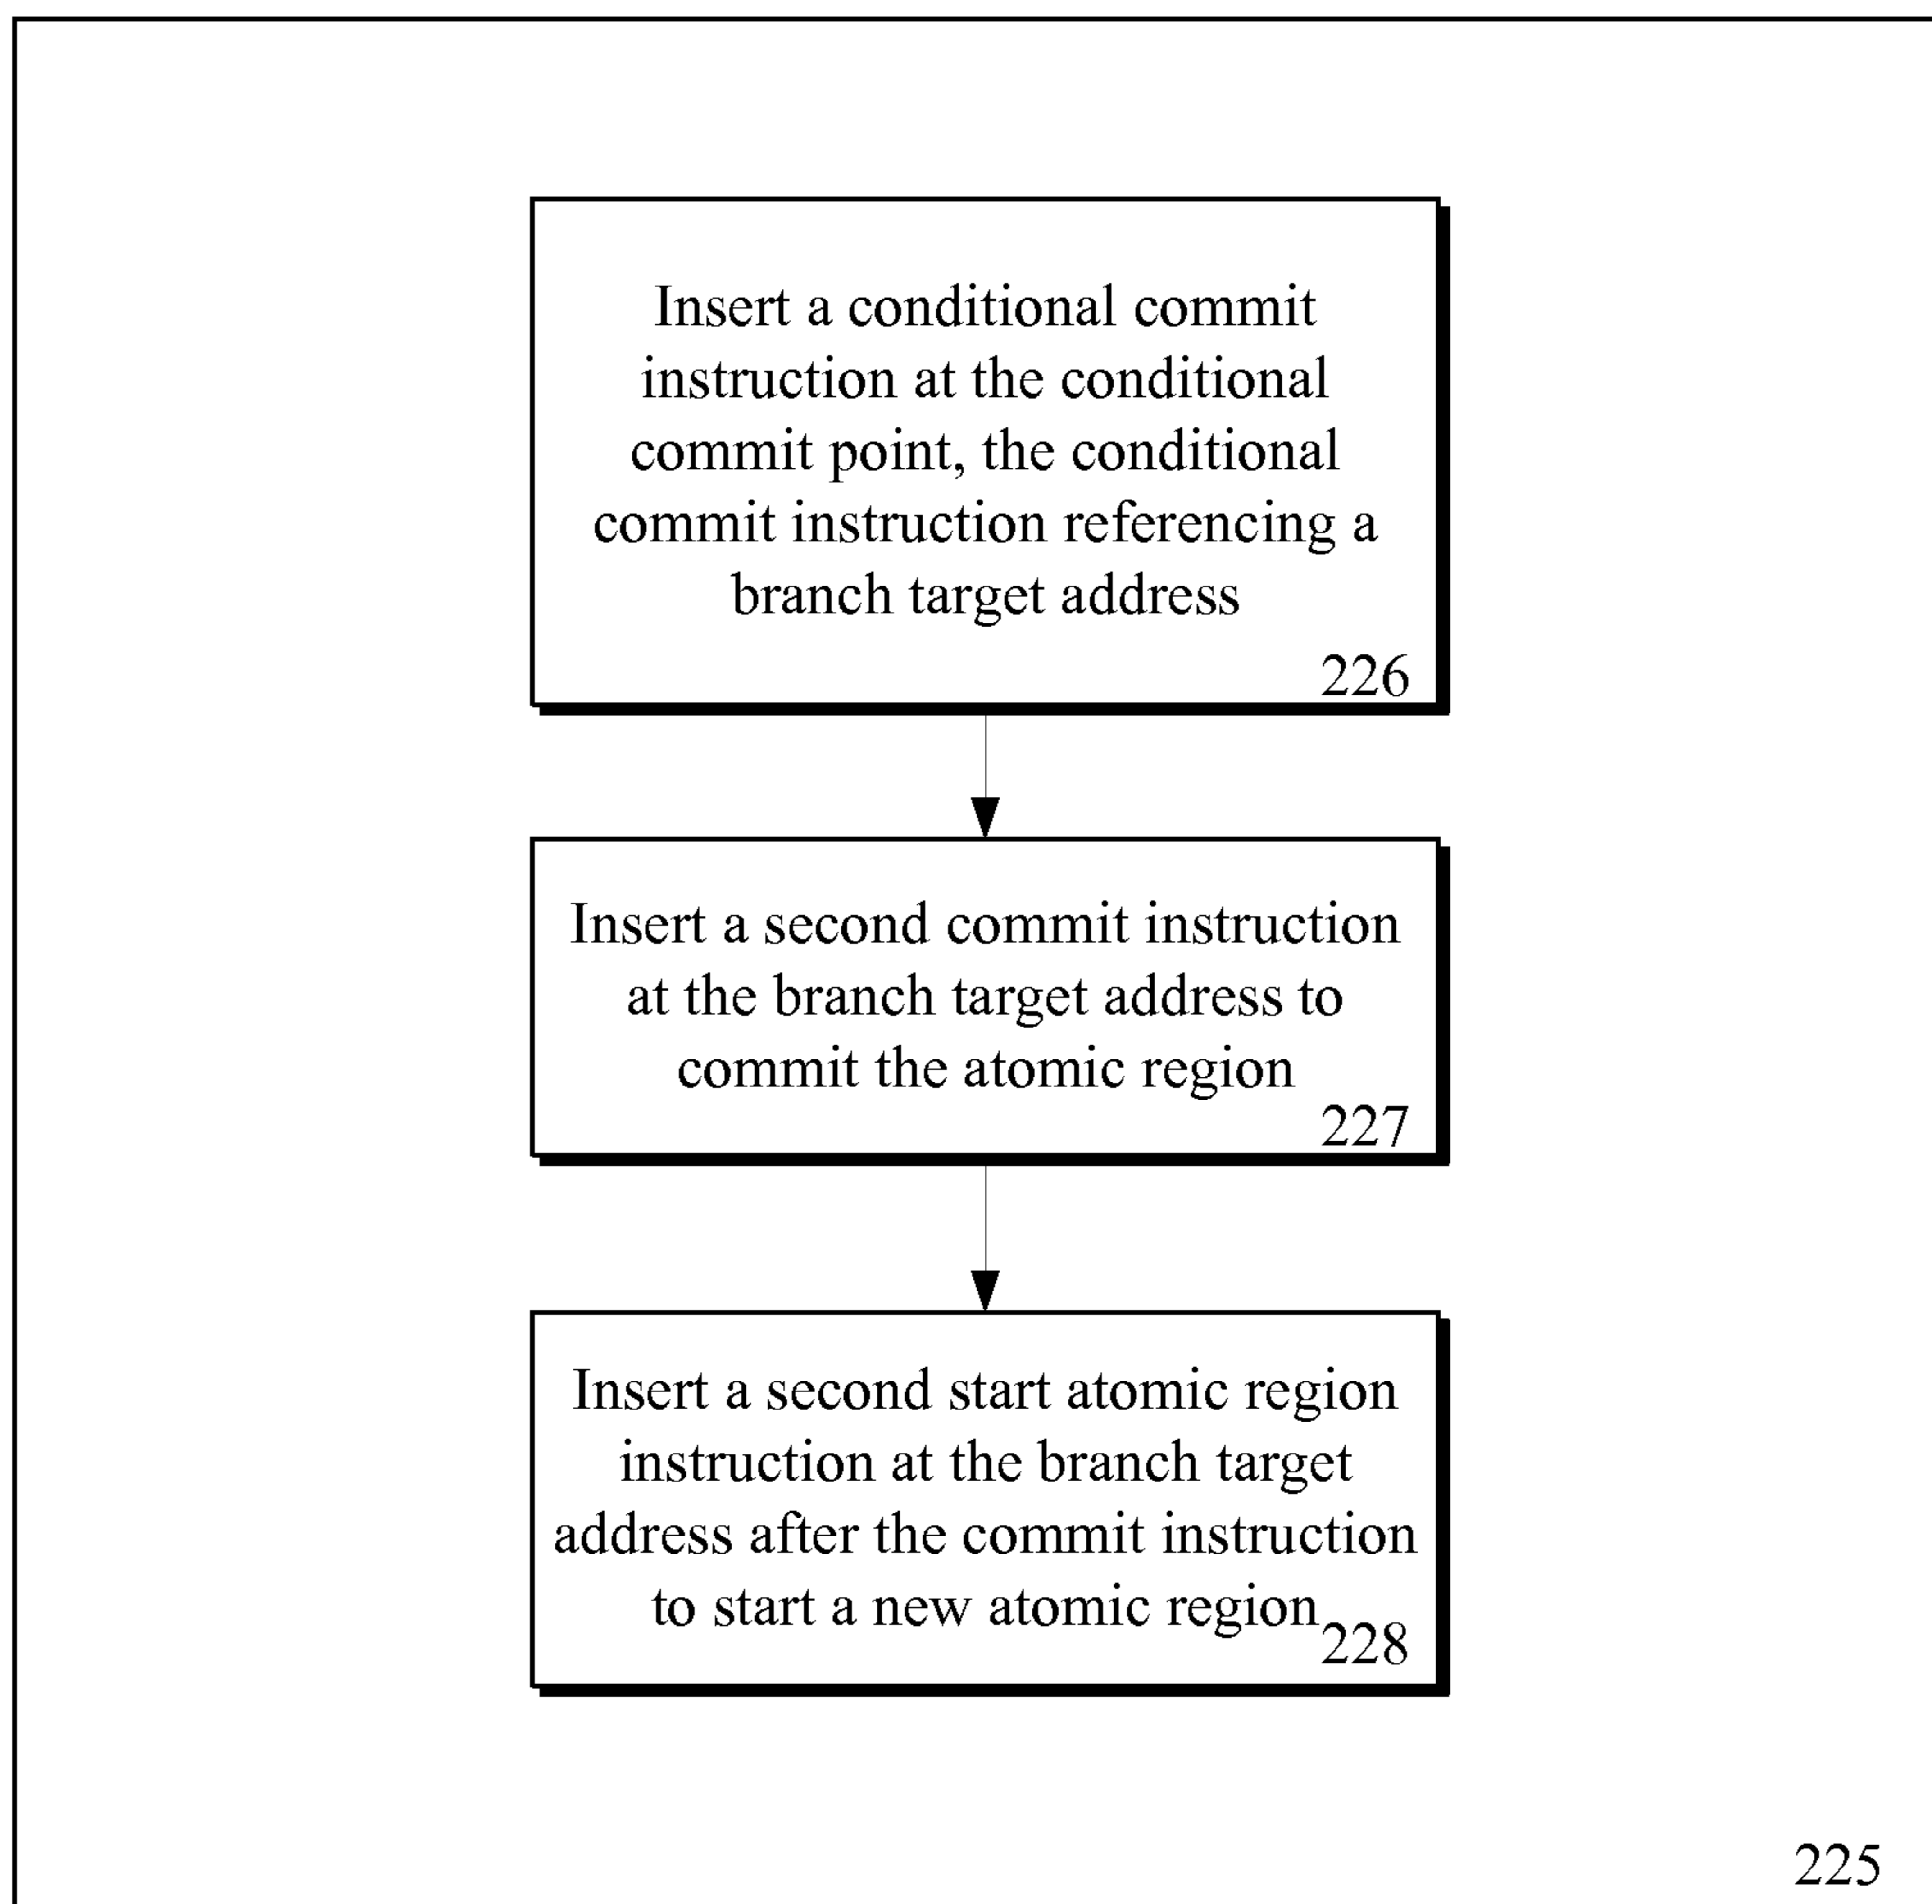 Insert a conditional commit
instruction at the conditional
commit point, the conditional
commit instruction referencing a
branch target address
226
Insert a second commit instruction
at the branch target address to
commit the atomic region
227
Insert a second start atomic region
instruction at the branch target
address after the commit instruction
to start a new atomic region
228
225